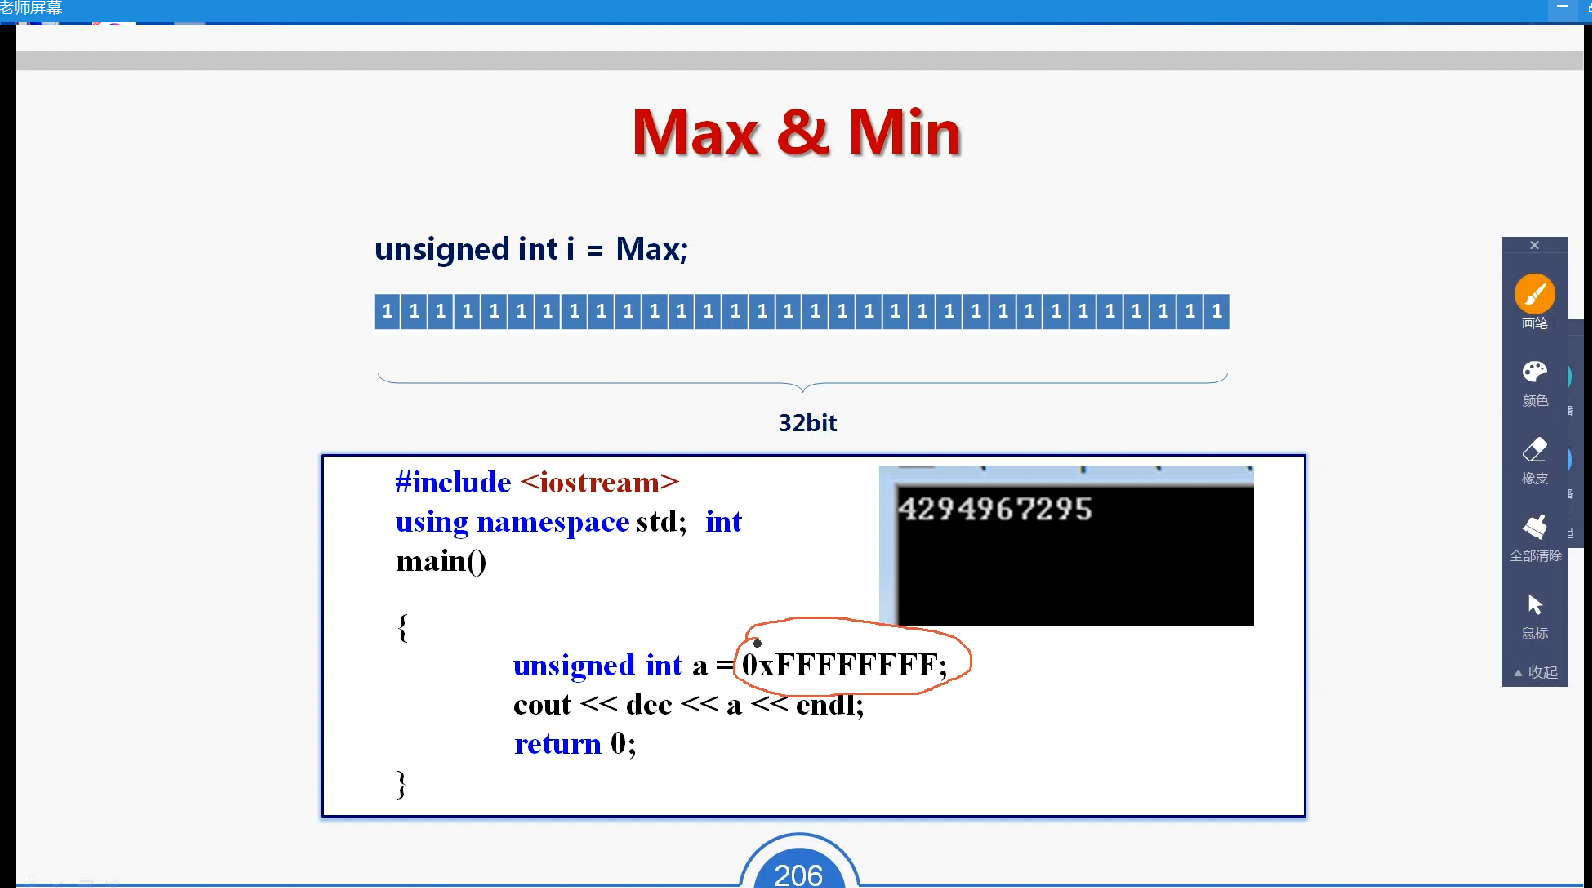 老师屏幕
Max & Min
unsigned int i = Max;
1 1 1 1 1 1 1 1 1 1 1 1 1 1 1 1 1 1 1 1 1 1 1 1 1 1 1 1 1 1 1 1
32bit
#include <iostream>
using namespace std; int
main()
{
unsigned int a = 0xFFFFFFFF;
cout << dec << a << endl;
return 0;
}
4294967295
画笔
颜色
橡皮
全部清除
鼠标
收起
206